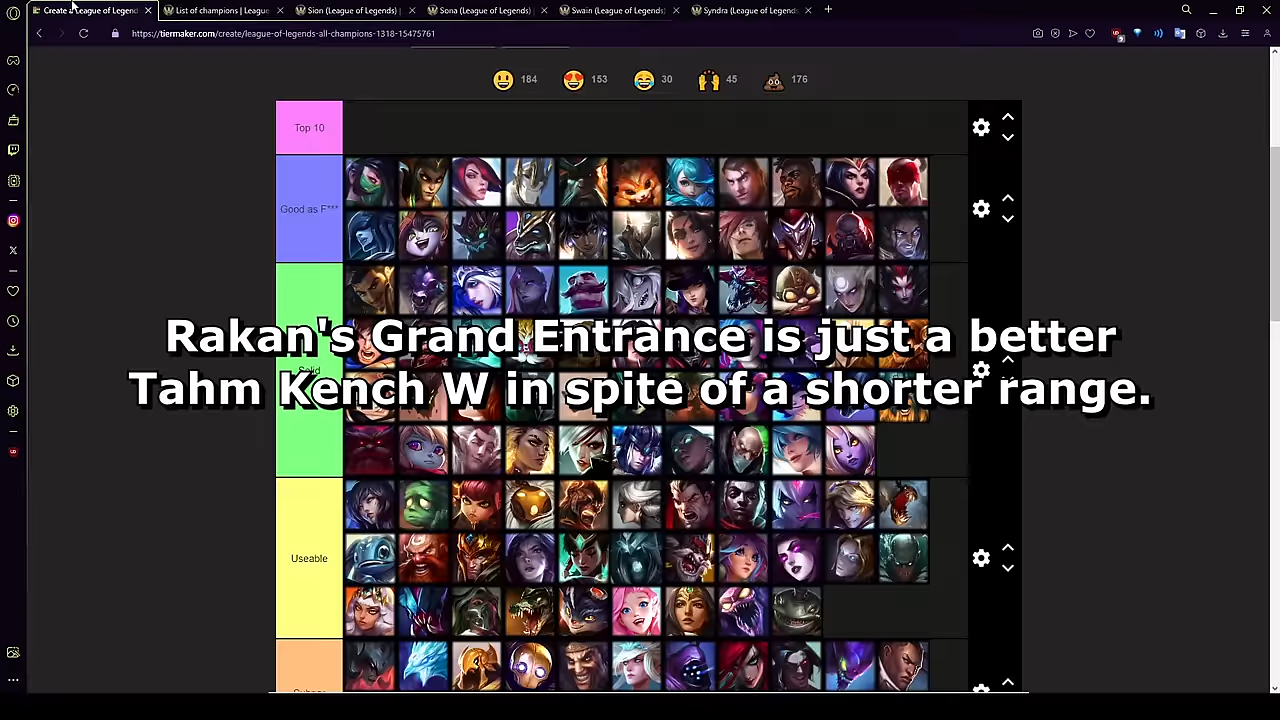 Create a League of Legend
List of champions | League
Sion (League of Legends) |
Sona (League of Legends)
Swain (League of Legends)
Syndra (League of Legends
https://tiermaker.com/create/league-of-legends-all-champions-1318-15475761
184
153
30
45
176
Top 10
Good as F***
Rakan's Grand Entrance is just a better
Solid
Tahm Kench W in spite of a shorter range.
Useable